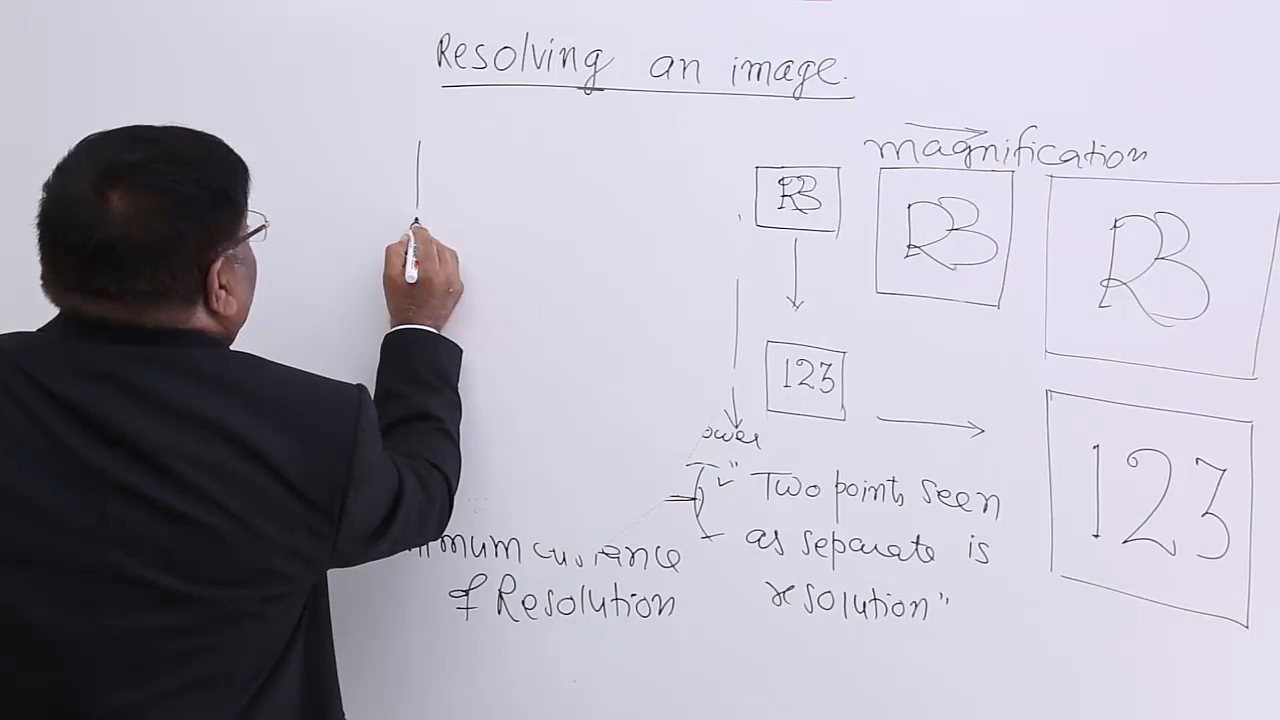 Resolving an image.
magnification
RB
RB
RB
123
123
ower
"Two points seen
as separate is
resolution"
of Resolution